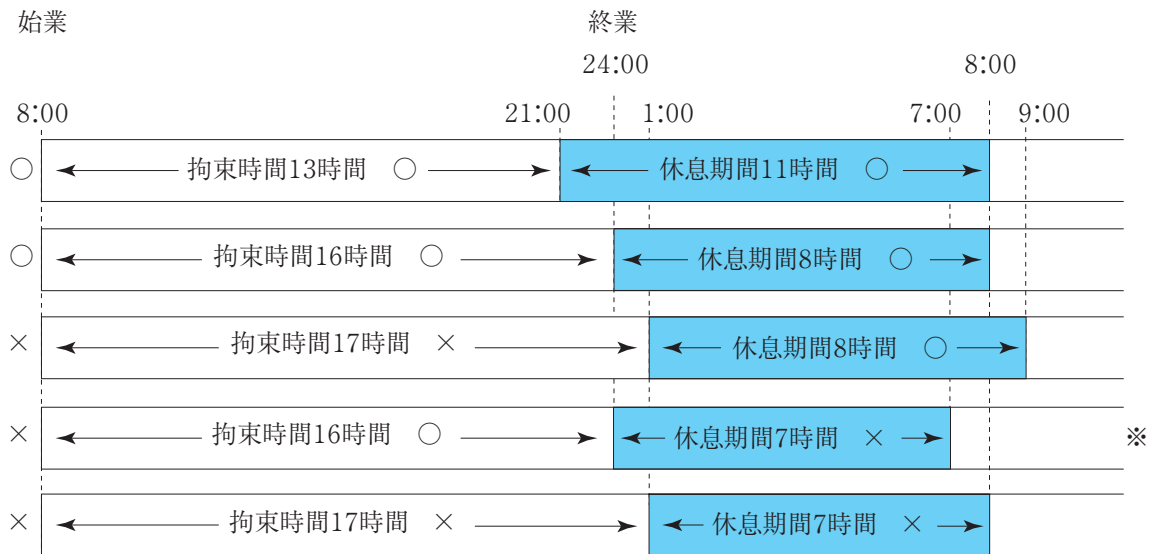 始業 終業
24:00 8:00
8:00 21:00 1:00 7:00 9:00
○ 拘束時間13時間 ○ 休息期間11時間 ○
○ 拘束時間16時間 ○ 休息期間8時間 ○
× 拘束時間17時間 × 休息期間8時間 ○
× 拘束時間16時間 ○ 休息期間7時間 × ※
× 拘束時間17時間 × 休息期間7時間 ×